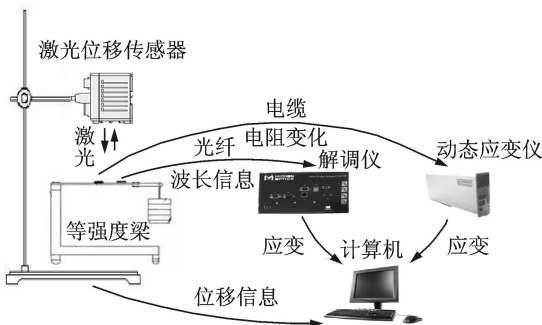 激光位移传感器
激光
电缆
电阻变化
光纤
波长信息
解调仪
动态应变仪
MICRON
OPTICS
等强度梁
应变
计算机
应变
位移信息